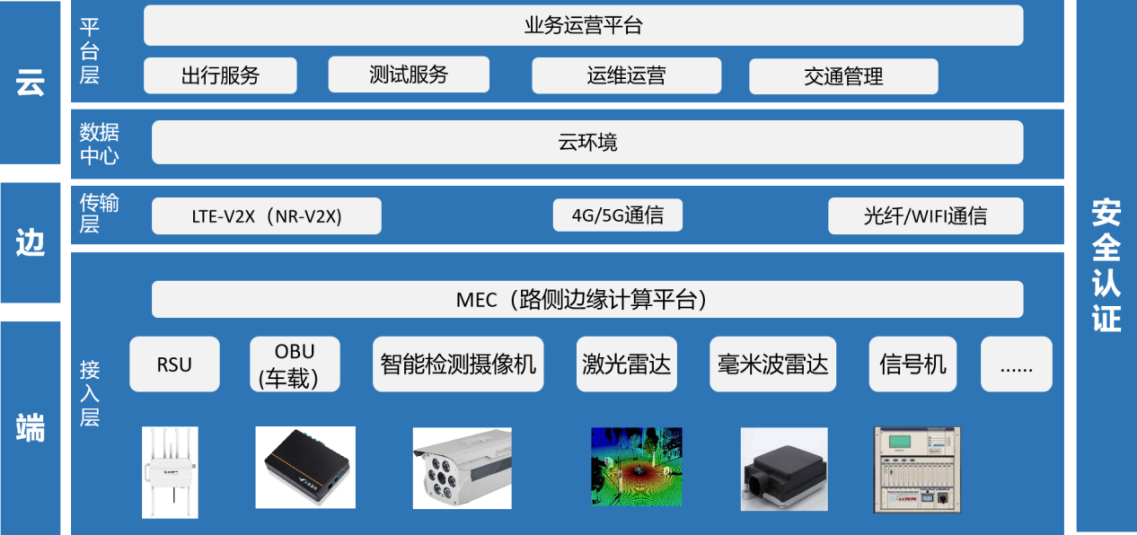 云
平台层
业务运营平台
出行服务
测试服务
运维运营
交通管理
数据
中心
云环境
边
传输
层
LTE-V2X（NR-V2X)
4G/5G通信
光纤/WIFI通信
端
接入层
MEC（路侧边缘计算平台）
RSU
OBU
(车载）
智能检测摄像机
激光雷达
毫米波雷达
信号机
......
安全认证